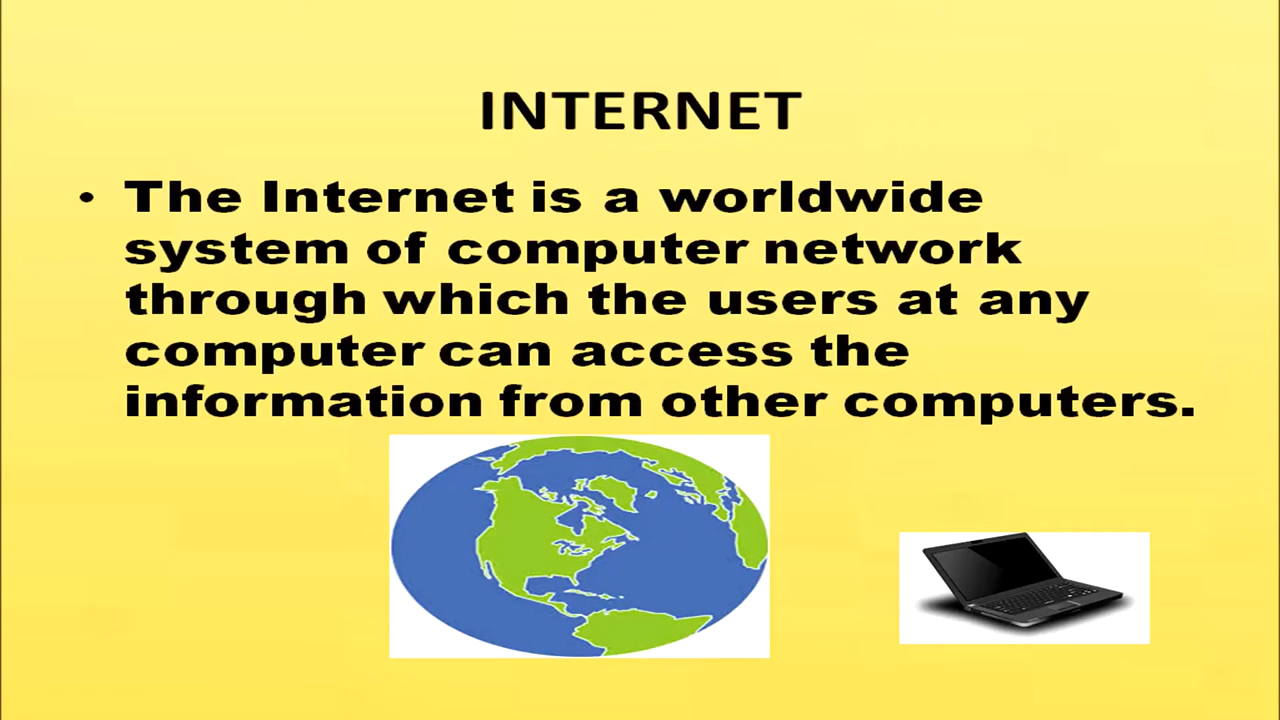 INTERNET
• The Internet is a worldwide
system of computer network
through which the users at any
computer can access the
information from other computers.